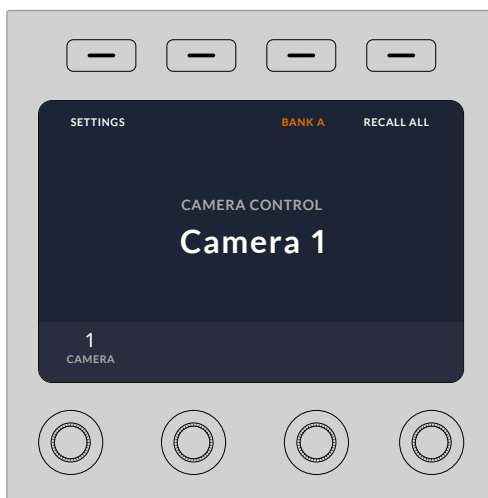 SETTINGS BANK A RECALL ALL
CAMERA CONTROL
Camera 1
1
CAMERA